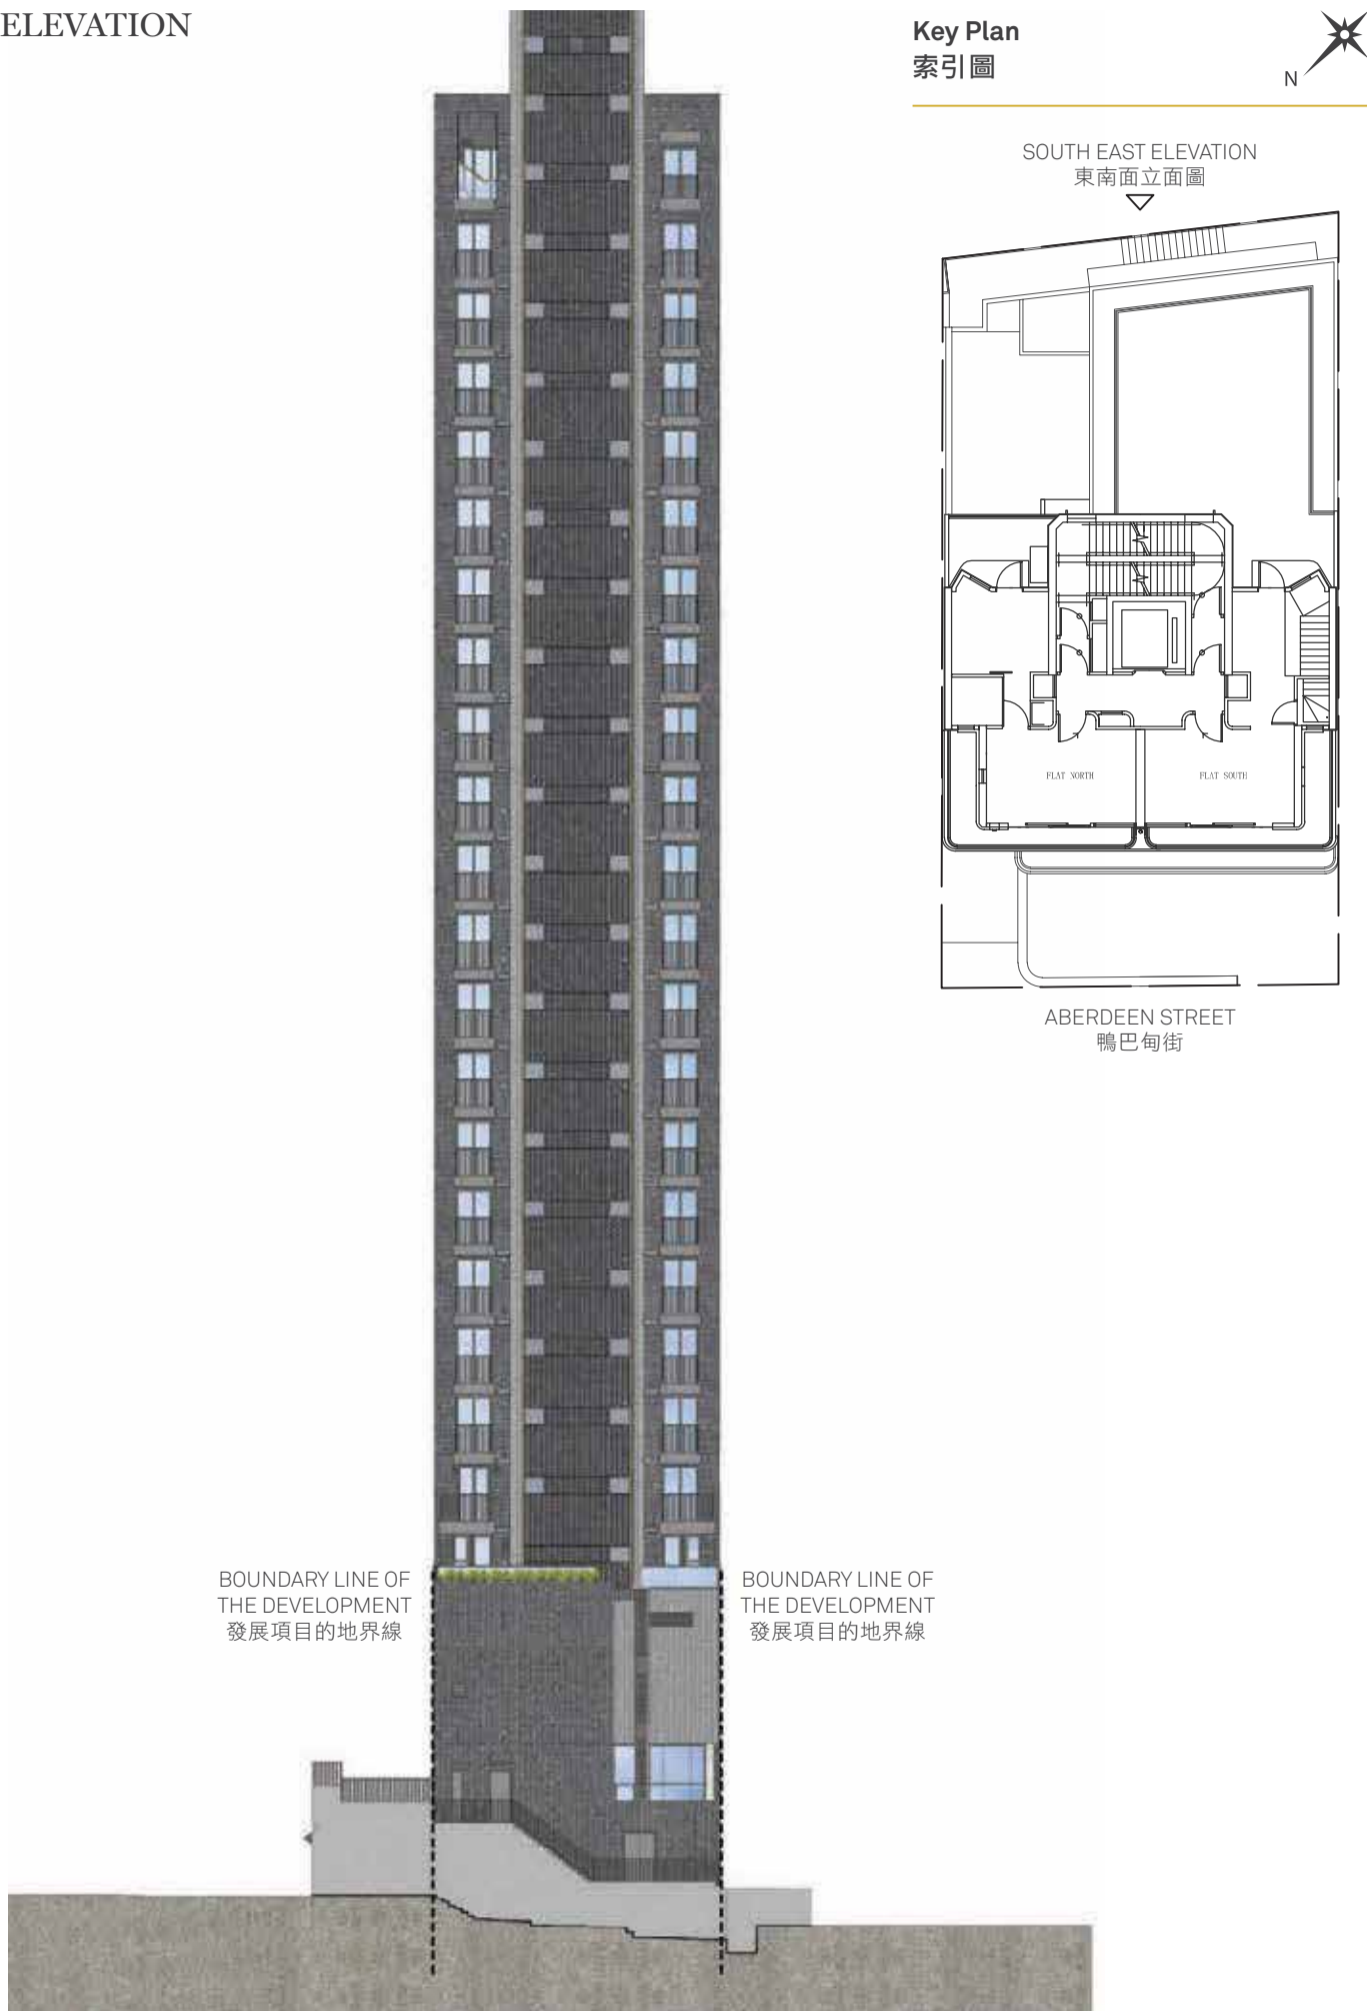 ELEVATION
Key Plan
索引圖
N
SOUTH EAST ELEVATION
東南面立面圖
FLAT NORTH
FLAT SOUTH
ABERDEEN STREET
鴨巴甸街
BOUNDARY LINE OF
THE DEVELOPMENT
發展項目的地界線
BOUNDARY LINE OF
THE DEVELOPMENT
發展項目的地界線